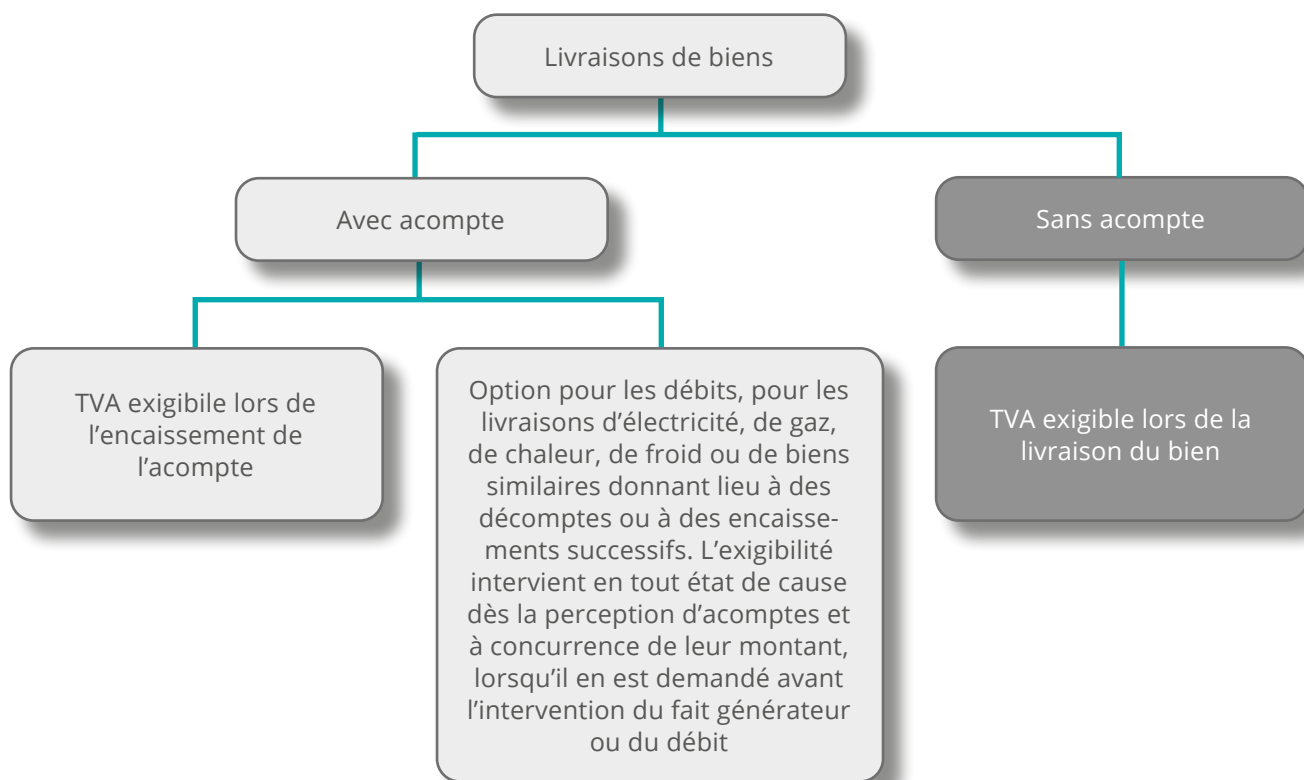 Livraisons de biens
Avec acompte
Sans acompte
TVA exigibile lors de
l'encaissement de
l'acompte
Option pour les débits, pour les
livraisons d'électricité, de gaz,
de chaleur, de froid ou de biens
similaires donnant lieu à des
décomptes ou à des encaisse-
ments successifs. L'exigibilité
intervient en tout état de cause
dès la perception d'acomptes et
à concurrence de leur montant,
lorsqu'il en est demandé avant
l'intervention du fait générateur
ou du débit
TVA exigible lors de la
livraison du bien